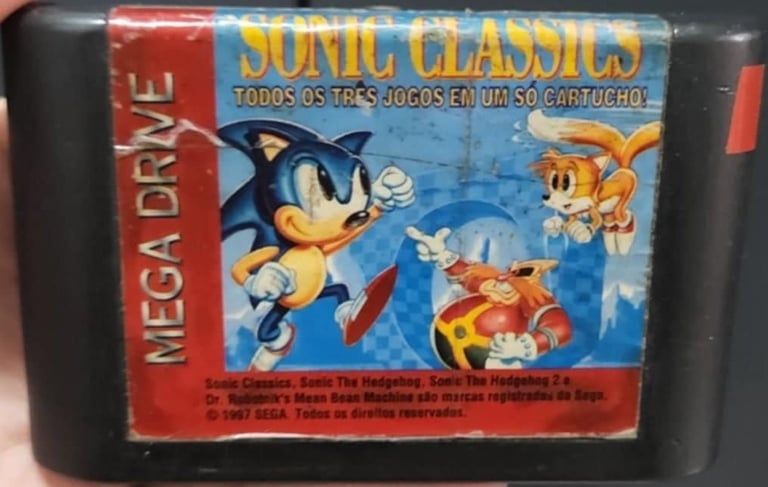 SONIC CLASSICS
TODOS OS TRÊS JOGOS EM UM SÓ CARTUCHO!
MEGA DRIVE
Sonic Classics, Sonic The Hedgehog, Sonic The Hedgehog 2 e
Dr. Robotnik's Mean Bean Machine são marcas registradas da Sega.
© 1997 SEGA. Todos os direitos reservados.